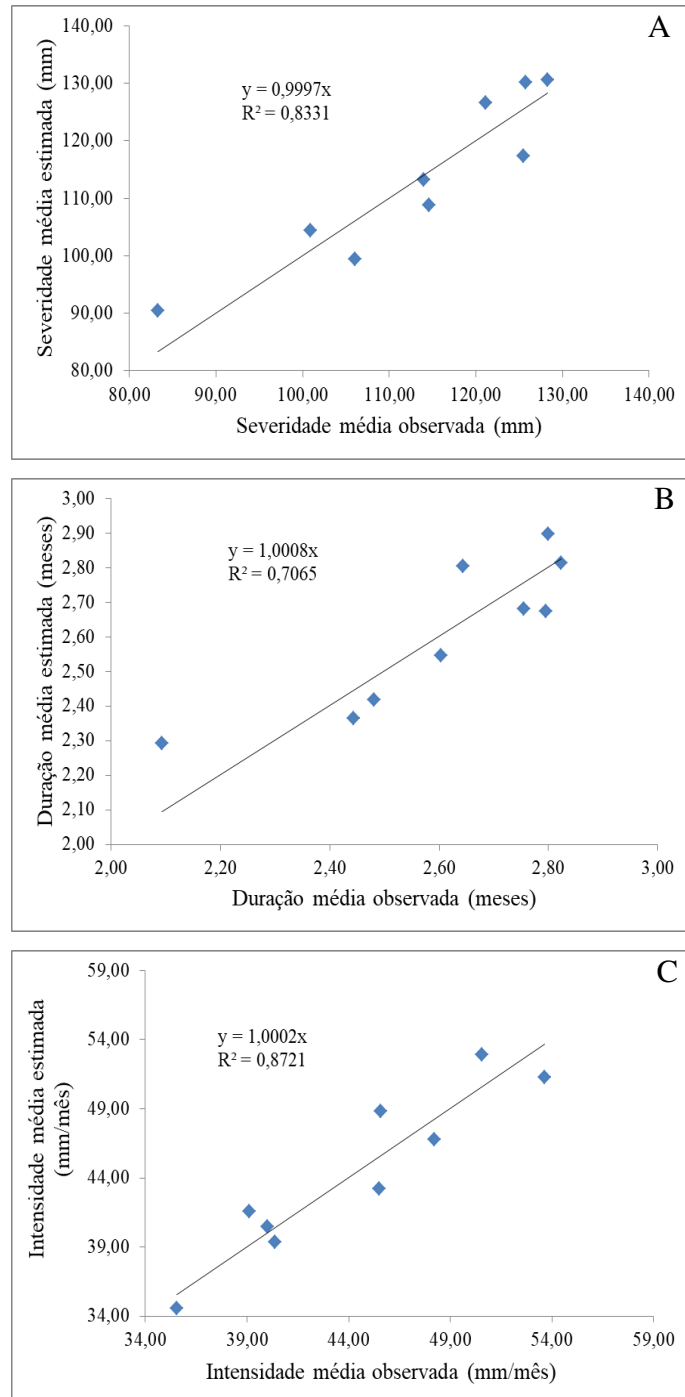 A
140,00
130,00
120,00
110,00
100,00
90,00
80,00
Severidade média estimada (mm)
y = 0,9997x
R² = 0,8331
80,00 90,00 100,00 110,00 120,00 130,00 140,00
Severidade média observada (mm)
B
3,00
2,90
2,80
2,70
2,60
2,50
2,40
2,30
2,20
2,10
2,00
Duração média estimada (meses)
y = 1,0008x
R² = 0,7065
2,00 2,20 2,40 2,60 2,80 3,00
Duração média observada (meses)
C
59,00
54,00
49,00
44,00
39,00
34,00
Intensidade média estimada
(mm/mês)
y = 1,0002x
R² = 0,8721
34,00 39,00 44,00 49,00 54,00 59,00
Intensidade média observada (mm/mês)